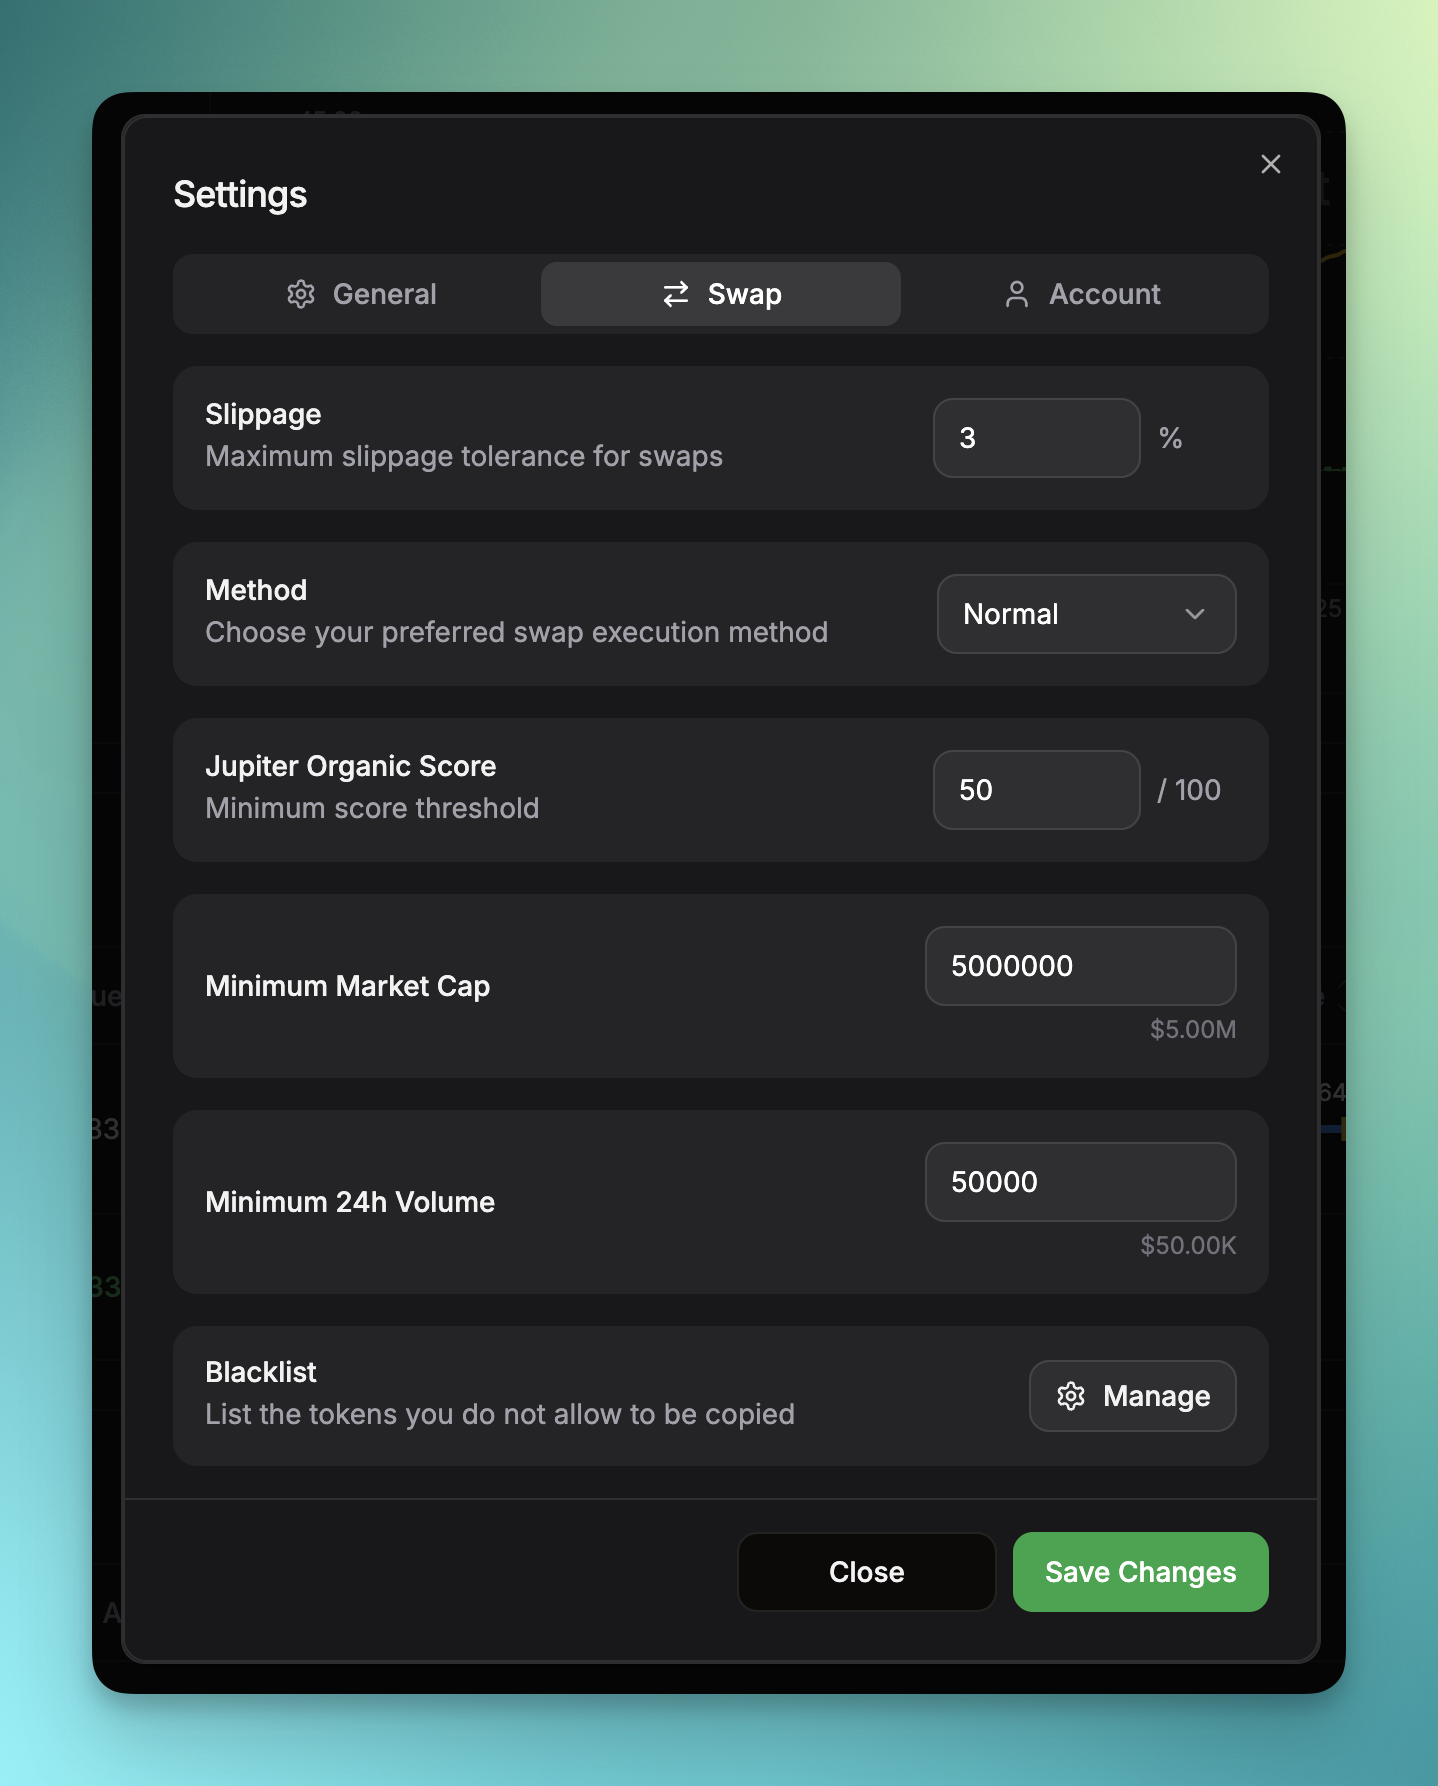 Settings
General
Swap
Account
Slippage
Maximum slippage tolerance for swaps
3
%
Method
Choose your preferred swap execution method
Normal
Jupiter Organic Score
Minimum score threshold
50
/ 100
Minimum Market Cap
5000000
$5.00M
Minimum 24h Volume
50000
$50.00K
Blacklist
List the tokens you do not allow to be copied
Manage
Close
Save Changes